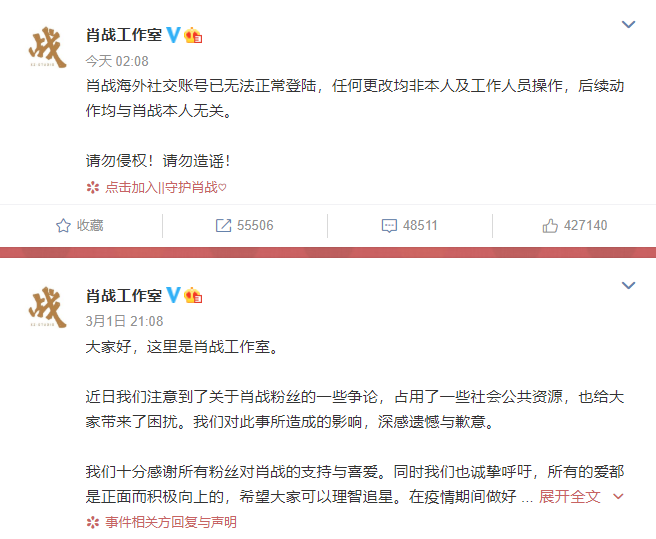 肖战工作室
今天 02:08
肖战海外社交账号已无法正常登陆，任何更改均非本人及工作人员操作，后续动
作均与肖战本人无关。
请勿侵权！请勿造谣！
点击加入||守护肖战♡
收藏
55506
48511
427140
肖战工作室
3月1日 21:08
大家好，这里是肖战工作室。
近日我们注意到了关于肖战粉丝的一些争论，占用了一些社会公共资源，也给大
家带来了困扰。我们对此事所造成的影响，深感遗憾与歉意。
我们十分感谢所有粉丝对肖战的支持与喜爱。同时我们也诚挚呼吁，所有的爱都
是正面而积极向上的，希望大家可以理智追星。在疫情期间做好 ... 展开全文
事件相关方回复与声明